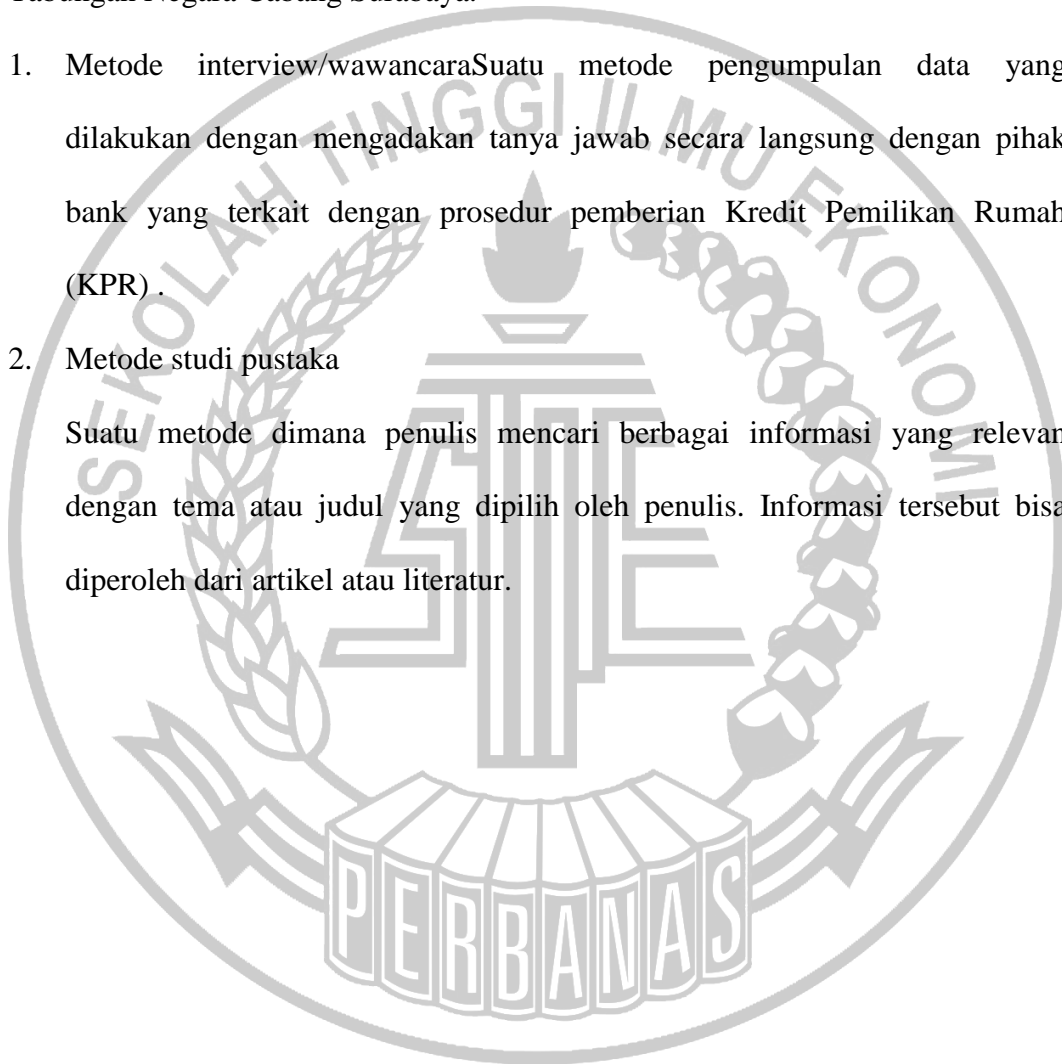 Tabungan Negara Cabang Surabaya.
1. Metode interview/wawancaraSuatu metode pengumpulan data yang
dilakukan dengan mengadakan tanya jawab secara langsung dengan pihak
bank yang terkait dengan prosedur pemberian Kredit Pemilikan Rumah
(KPR) .
2. Metode studi pustaka
Suatu metode dimana penulis mencari berbagai informasi yang relevan
dengan tema atau judul yang dipilih oleh penulis. Informasi tersebut bisa
diperoleh dari artikel atau literatur.
SEKOLAH TINGGI ILMU EKONOMI
PERBANAS